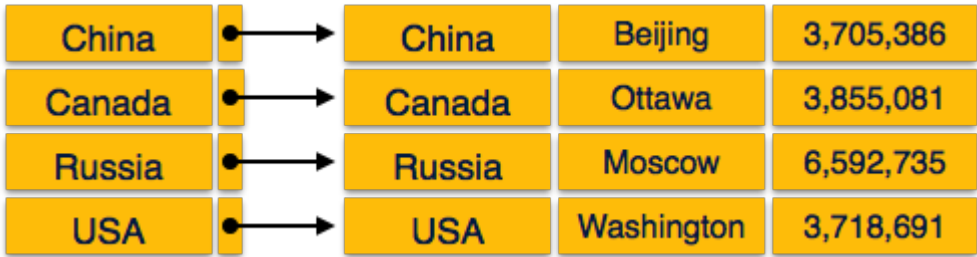 China China Beijing 3,705,386
Canada Canada Ottawa 3,855,081
Russia Russia Moscow 6,592,735
USA USA Washington 3,718,691